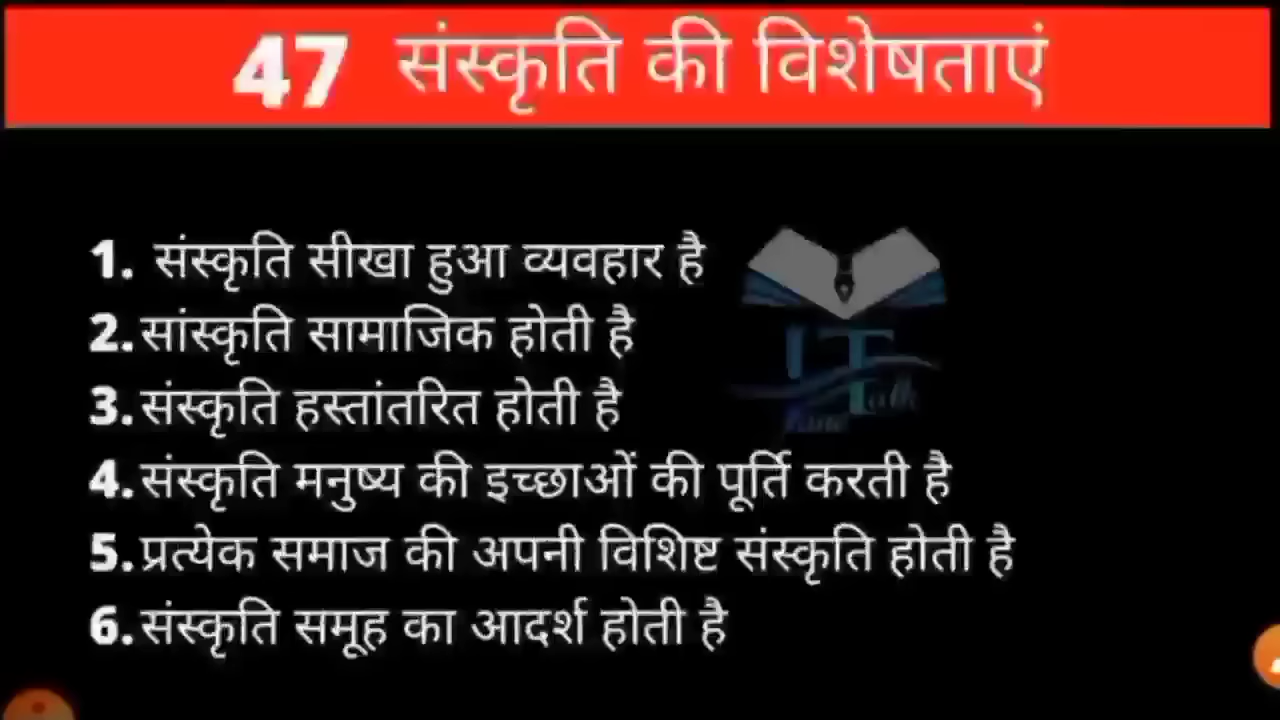 47 संस्कृति की विशेषताएं
1. संस्कृति सीखा हुआ व्यवहार है
2. सांस्कृति सामाजिक होती है
3. संस्कृति हस्तांतरित होती है
4. संस्कृति मनुष्य की इच्छाओं की पूर्ति करती है
5. प्रत्येक समाज की अपनी विशिष्ट संस्कृति होती है
6. संस्कृति समूह का आदर्श होती है